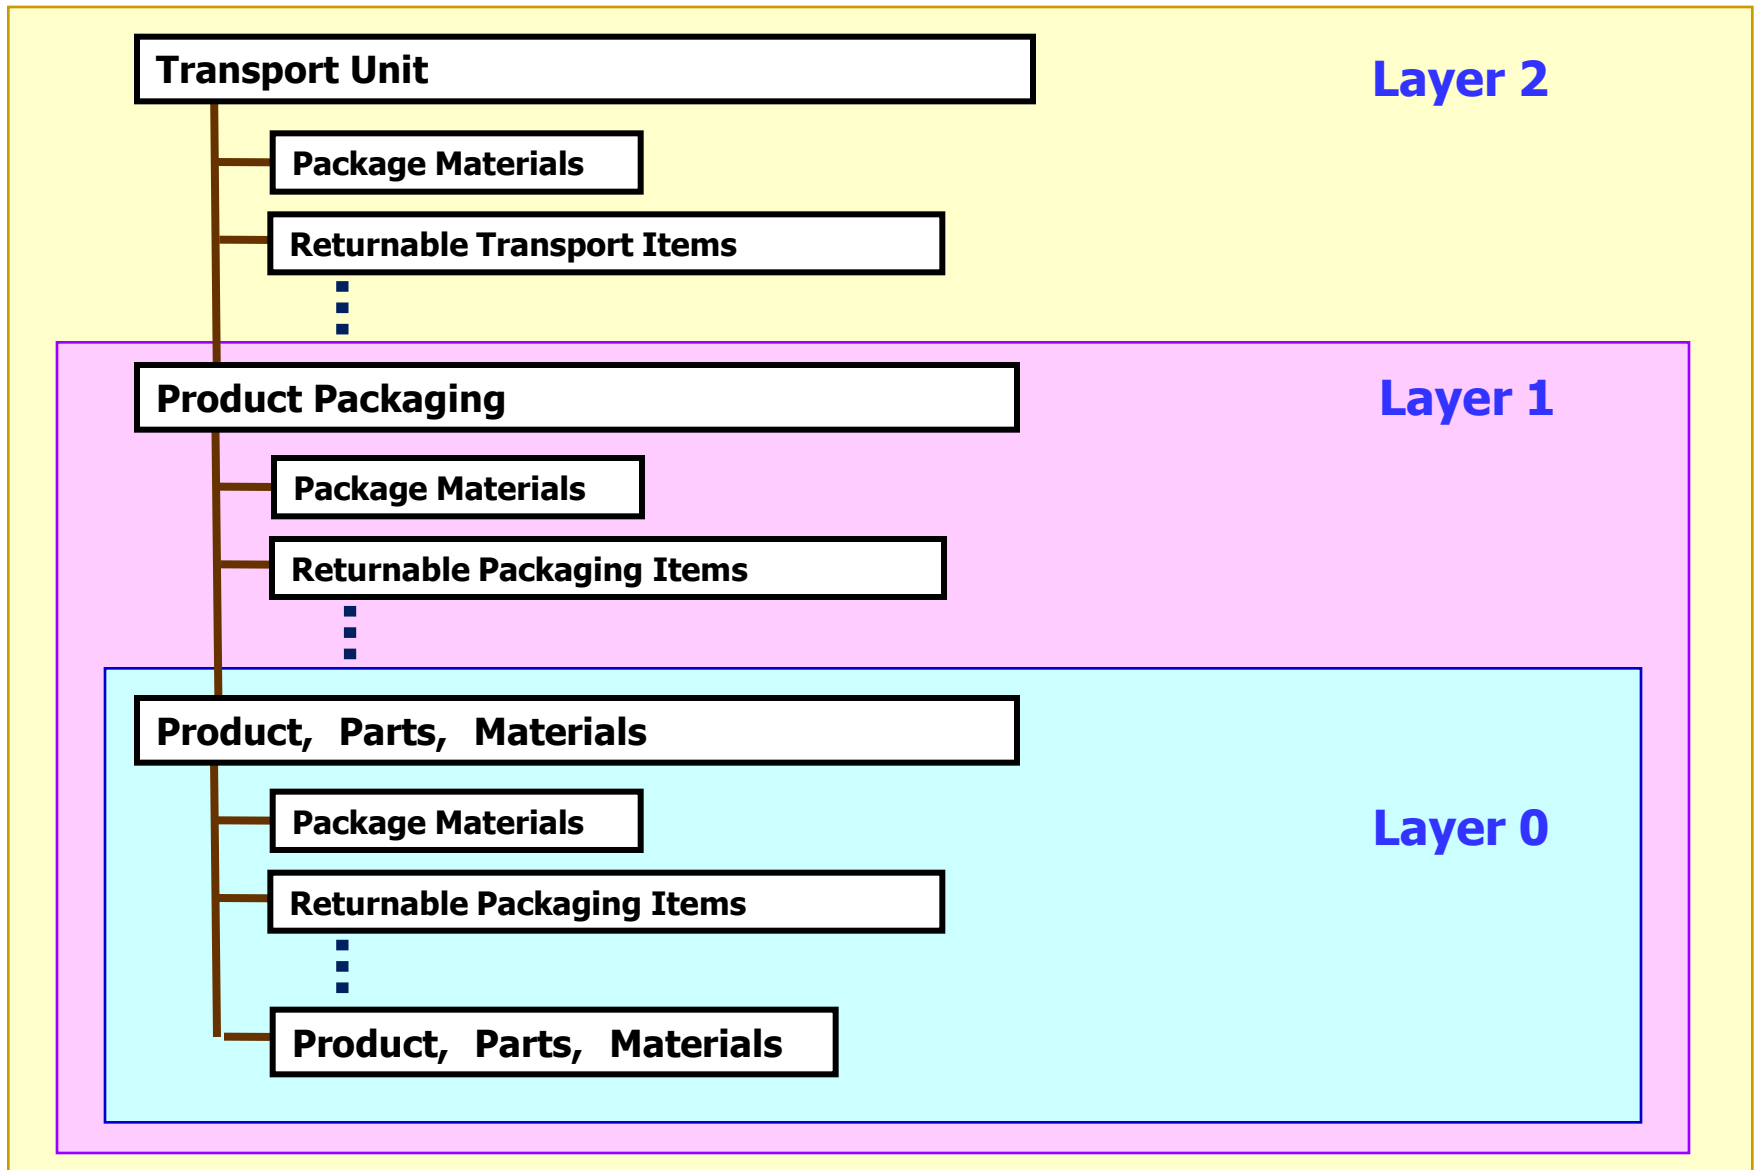 Transport Unit
Layer 2
Package Materials
Returnable Transport Items
Product Packaging
Layer 1
Package Materials
Returnable Packaging Items
Product, Parts, Materials
Package Materials
Layer 0
Returnable Packaging Items
Product, Parts, Materials